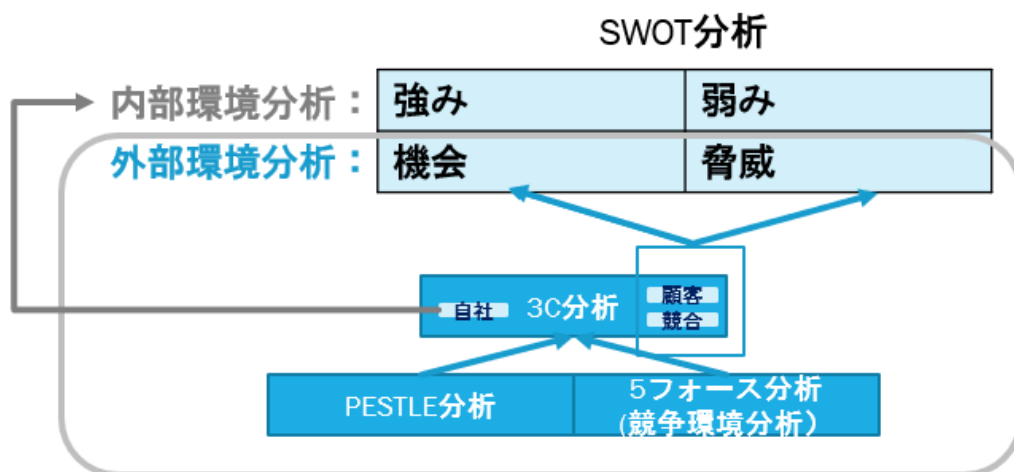 SWOT分析
内部環境分析： 強み 弱み
外部環境分析： 機会 脅威
自社 3C分析 顧客
競合
PESTLE分析
5フォース分析
(競争環境分析）